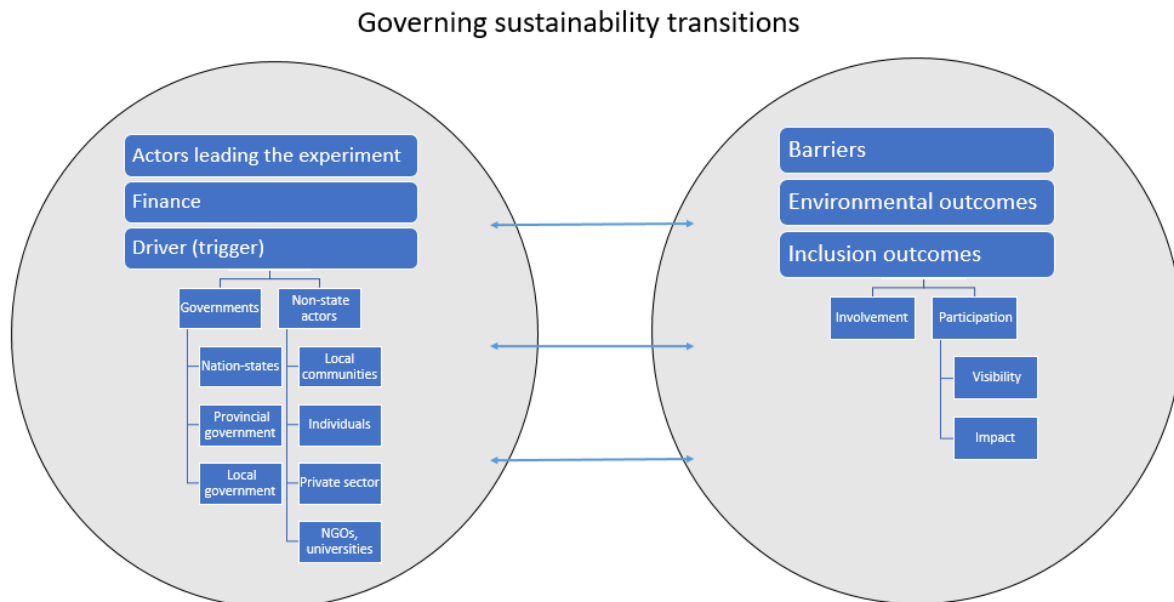 Governing sustainability transitions
Actors leading the experiment
Finance
Driver (trigger)
Governments
Non-state
actors
Nation-states
Local
communities
Provincial
government
Individuals
Local
government
Private sector
NGOs,
universities
Barriers
Environmental outcomes
Inclusion outcomes
Involvement
Participation
Visibility
Impact